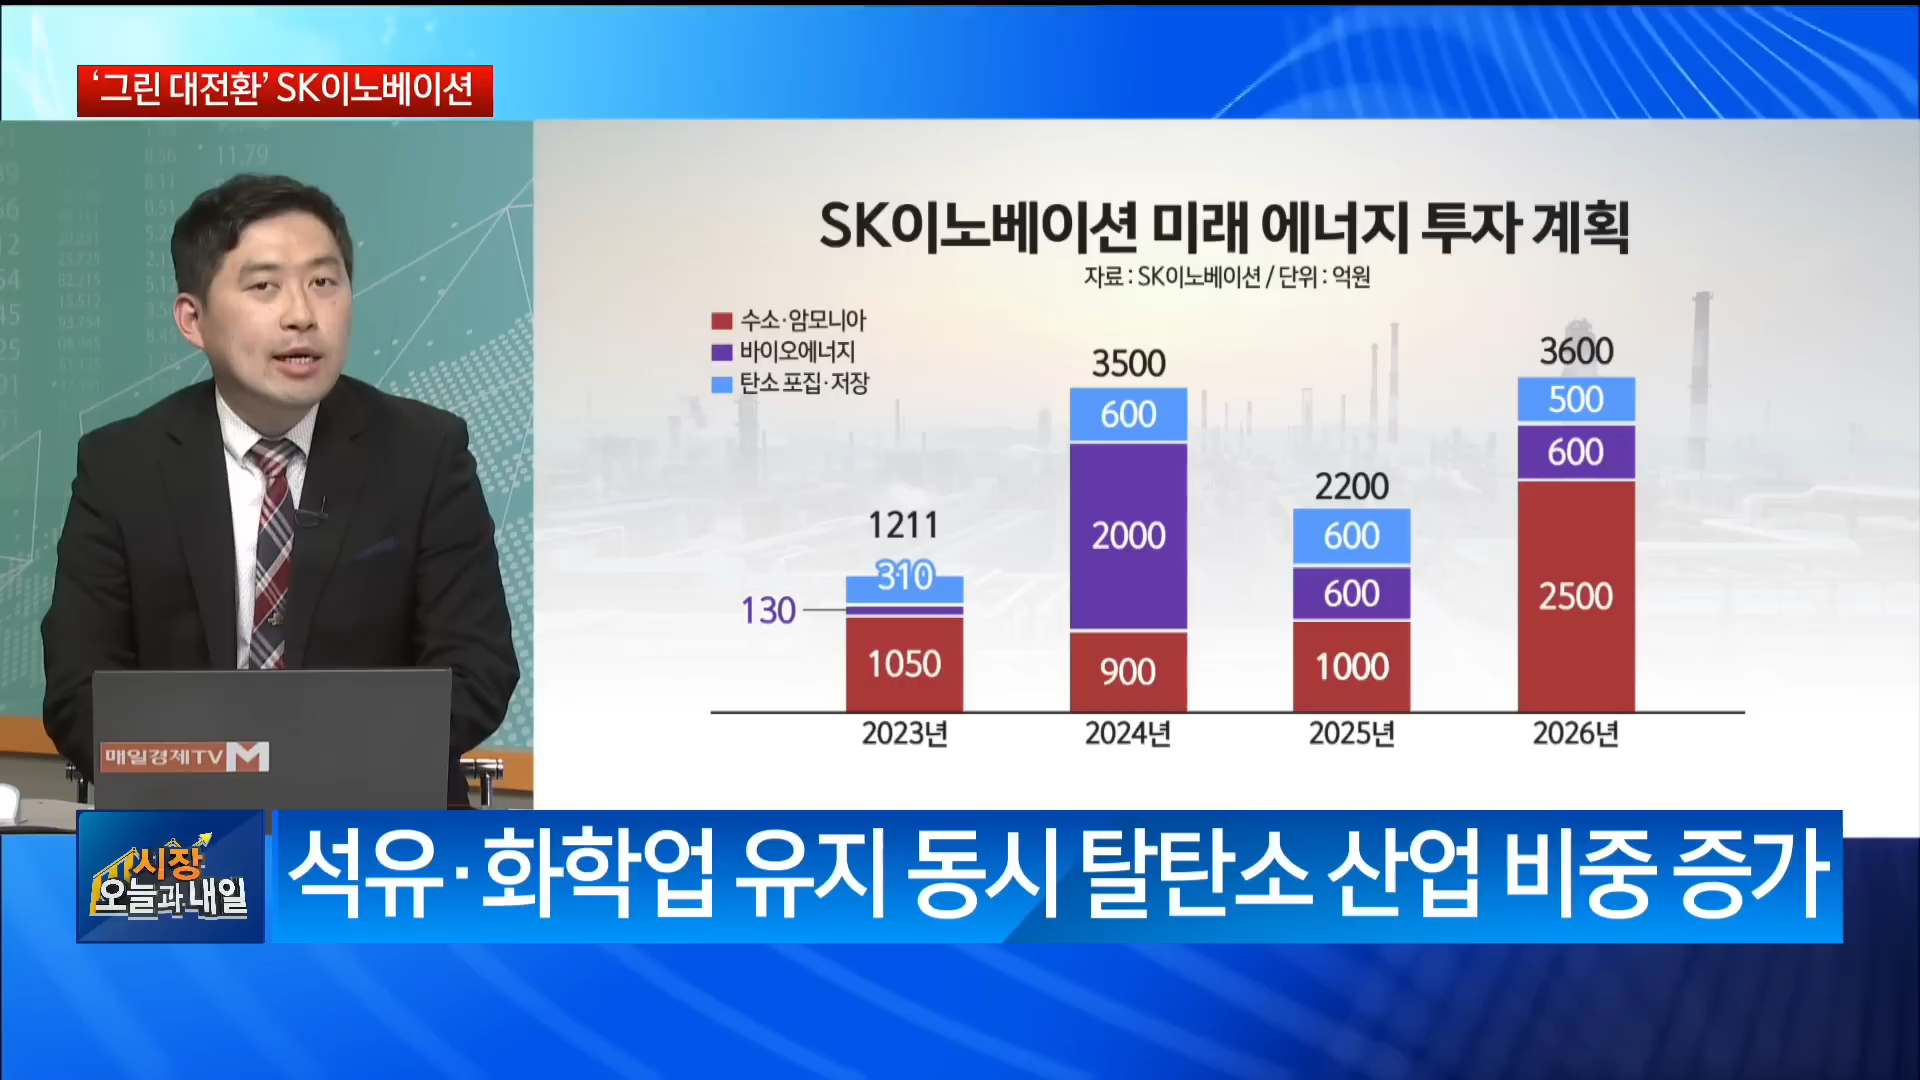 ‘그린 대전환’ SK이노베이션
11.79
SK이노베이션 미래 에너지 투자 계획
자료 : SK이노베이션 / 단위 : 억원
수소·암모니아
바이오에너지
탄소 포집·저장
1211
310
130
1050
2023년
3500
600
2000
900
2024년
2200
600
600
1000
2025년
3600
500
600
2500
2026년
매일경제TV M
시장
오늘과 내일
석유·화학업 유지 동시 탈탄소 산업 비중 증가